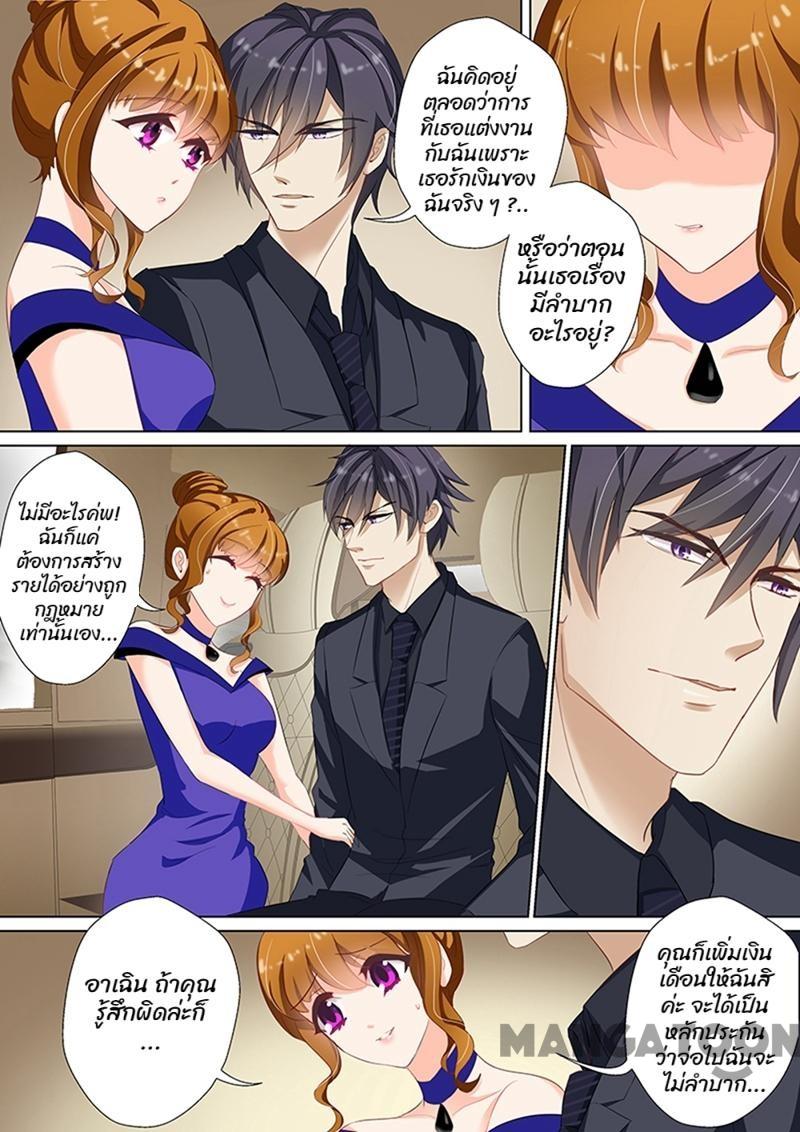 ฉันคิดอยู่
ตลอดว่าการ
ที่เธอแต่งงาน
กับฉันเพราะ
เธอรักเงินของ
ฉันจริง ๆ ?..
หรือว่าตอน
นั้นเธอเรื่อง
มีลำบาก
อะไรอยู่?
ไม่มีอะไรค่พ!
ฉันก็แค่
ต้องการสร้าง
รายได้อย่างถูก
กฎหมาย
เท่านั้นเอง...
อาเฉิน ถ้าคุณ
รู้สึกผิดล่ะก็
...
คุณก็เพิ่มเงิน
เดือนให้ฉันสิ
ค่ะ จะได้เป็น
หลักประกัน
ว่าจอไปฉันจะ
ไม่ลำบาก...
MANGATOON